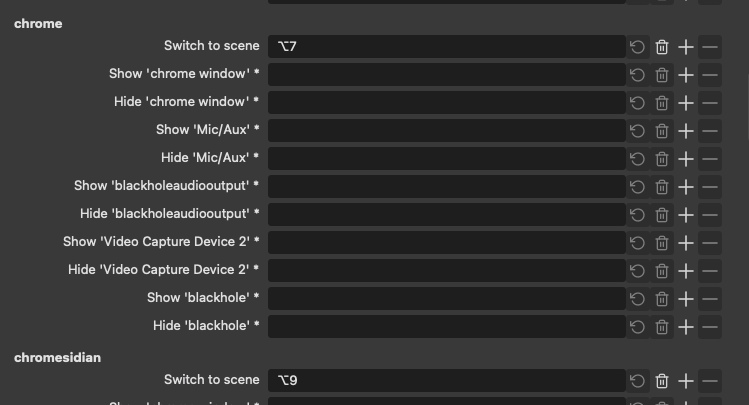 chrome
Switch to scene ⌥7
Show 'chrome window' *
Hide 'chrome window' *
Show 'Mic/Aux' *
Hide 'Mic/Aux' *
Show 'blackholeaudiooutput' *
Hide 'blackholeaudiooutput' *
Show 'Video Capture Device 2' *
Hide 'Video Capture Device 2' *
Show 'blackhole' *
Hide 'blackhole' *
chromesidian
Switch to scene ⌥9